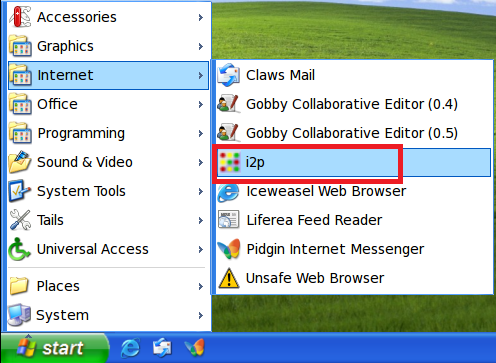 Accessories
Graphics
Internet
Office
Programming
Sound & Video
System Tools
Tails
Universal Access
Places
System
Claws Mail
Gobby Collaborative Editor (0.4)
Gobby Collaborative Editor (0.5)
i2p
Iceweasel Web Browser
Liferea Feed Reader
Pidgin Internet Messenger
Unsafe Web Browser
start